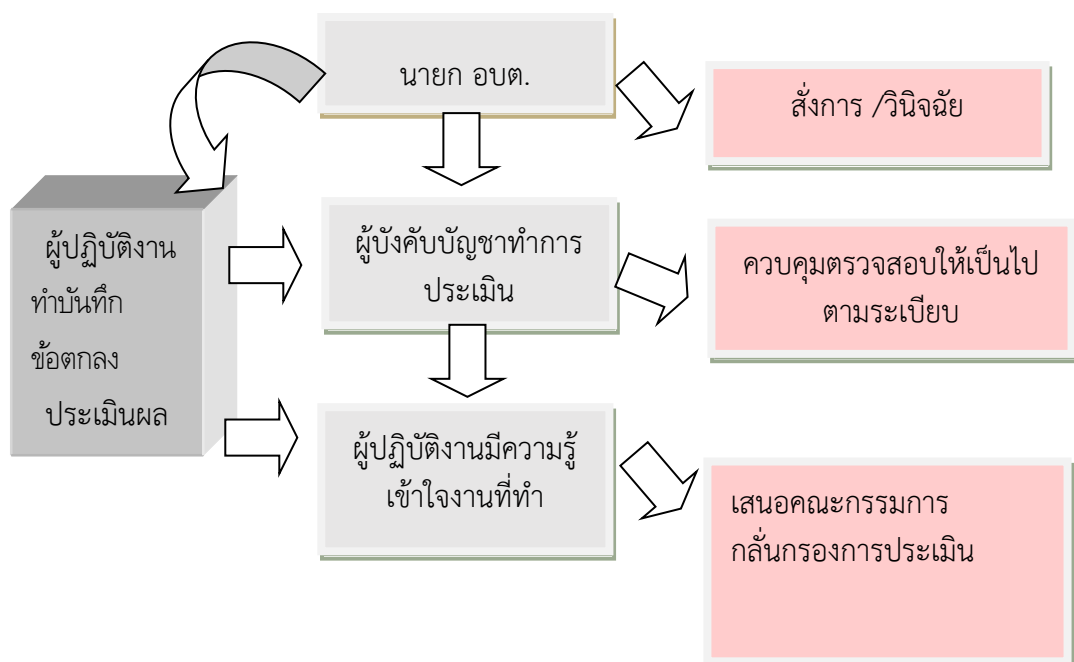 นายก อบต.
สั่งการ /วินิจฉัย
ผู้ปฏิบัติงาน
ทำบันทึก
ข้อตกลง
ประเมินผล
ผู้บังคับบัญชาทำการ
ประเมิน
ควบคุมตรวจสอบให้เป็นไป
ตามระเบียบ
ผู้ปฏิบัติงานมีความรู้
เข้าใจงานที่ทำ
เสนอคณะกรรมการ
กลั่นกรองการประเมิน